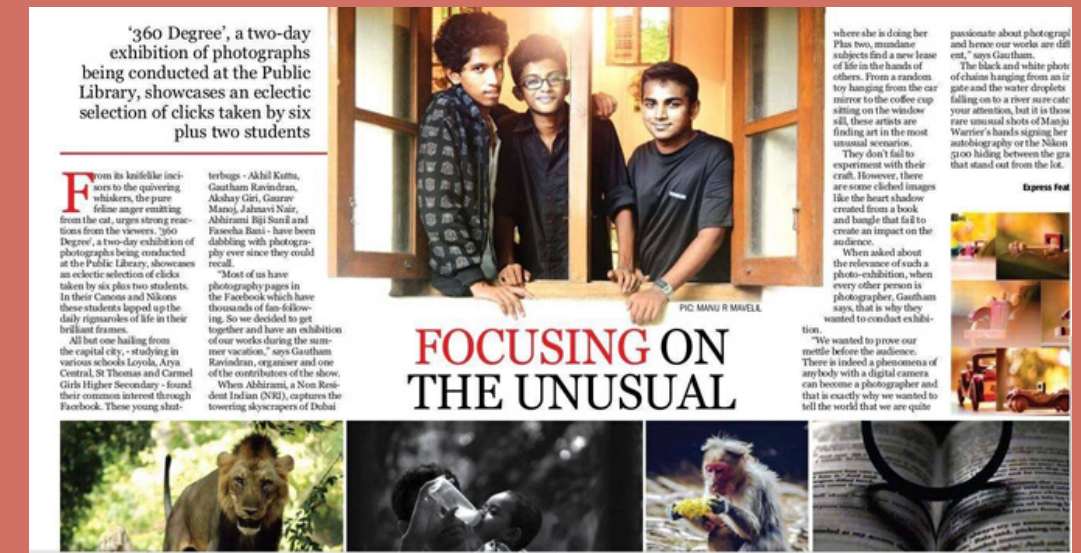 ‘360 Degree’, a two-day
exhibition of photographs
being conducted at the Public
Library, showcases an eclectic
selection of clicks taken by six
plus two students
From its knifelike inci-
sors to the quivering
whiskers, the pure
feline anger emitting
from the cat, urges strong reac-
tions from the viewers. ‘360
Degree’, a two-day exhibition of
photographs being conducted
at the Public Library, showcases
an eclectic selection of clicks
taken by six plus two students.
In their Canons and Nikons
these students lapped up the
daily rigmaroles of life in their
brilliant frames.
All but one hailing from
the capital city, - studying in
various schools Loyola, Arya
Central, St Thomas and Carmel
Girls Higher Secondary - found
their common interest through
Facebook. These young shut-
terbugs - Akhil Kuttu,
Gautham Ravindran,
Akshay Giri, Gaurav
Manoj, Jahnavi Nair,
Abhirami Biji Sunil and
Faseeha Bani - have been
dabbling with photogra-
phy ever since they could
recall.
“Most of us have
photography pages in
the Facebook which have
thousands of fan-follow-
ing. So we decided to get
together and have an exhibition
of our works during the sum-
mer vacation,” says Gautham
Ravindran, organiser and one
of the contributors of the show.
When Abhirami, a Non Resi-
dent Indian (NRI), captures the
towering skyscrapers of Dubai
PIC: MANU R MAVELIL
FOCUSING ON
THE UNUSUAL
where she is doing her
Plus two, mundane
subjects find a new lease
of life in the hands of
others. From a random
toy hanging from the car
mirror to the coffee cup
sitting on the window
sill, these artists are
finding art in the most
unusual scenarios.
They don’t fail to
experiment with their
craft. However, there
are some cliched images
like the heart shadow
created from a book
and bangle that fail to
create an impact on the
audience.
When asked about
the relevance of such a
photo-exhibition, when
every other person is
photographer, Gautham
says, that is why they
wanted to conduct exhibi-
tion.
“We wanted to prove our
mettle before the audience.
There is indeed a phenomena of
anybody with a digital camera
can become a photographer and
that is exactly why we wanted to
tell the world that we are quite
passionate about photograp
and hence our works are diff
ent,” says Gautham.
The black and white phot
of chains hanging from an ir
gate and the water droplets
falling on to a river sure catc
your attention, but it is those
rare unusual shots of Manju
Warrier’s hands signing her
autobiography or the Nikon
5100 hiding between the gra
that stand out from the lot.
Express Feat